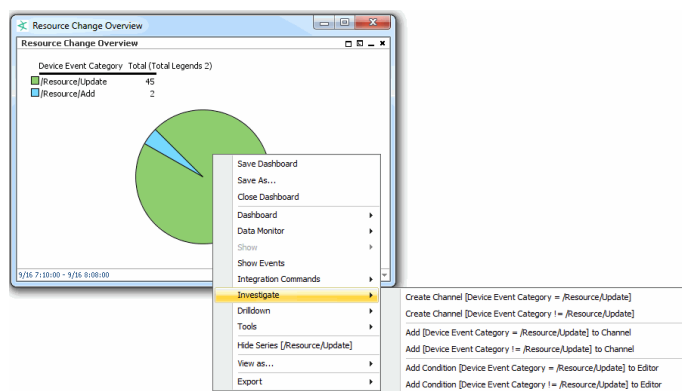 Resource Change Overview
Resource Change Overview
Device Event Category Total (Total Legends 2)
/Resource/Update 45
/Resource/Add 2
Save Dashboard
Save As...
Close Dashboard
Dashboard
Data Monitor
Show
Show Events
9/16 7:10:00 - 9/16 8:08:00
Integration Commands
Investigate
Create Channel [Device Event Category = /Resource/Update]
Create Channel [Device Event Category != /Resource/Update]
Add [Device Event Category = /Resource/Update] to Channel
Add [Device Event Category != /Resource/Update] to Channel
Add Condition [Device Event Category = /Resource/Update] to Editor
Add Condition [Device Event Category != /Resource/Update] to Editor
Drilldown
Tools
Hide Series [/Resource/Update]
View as...
Export